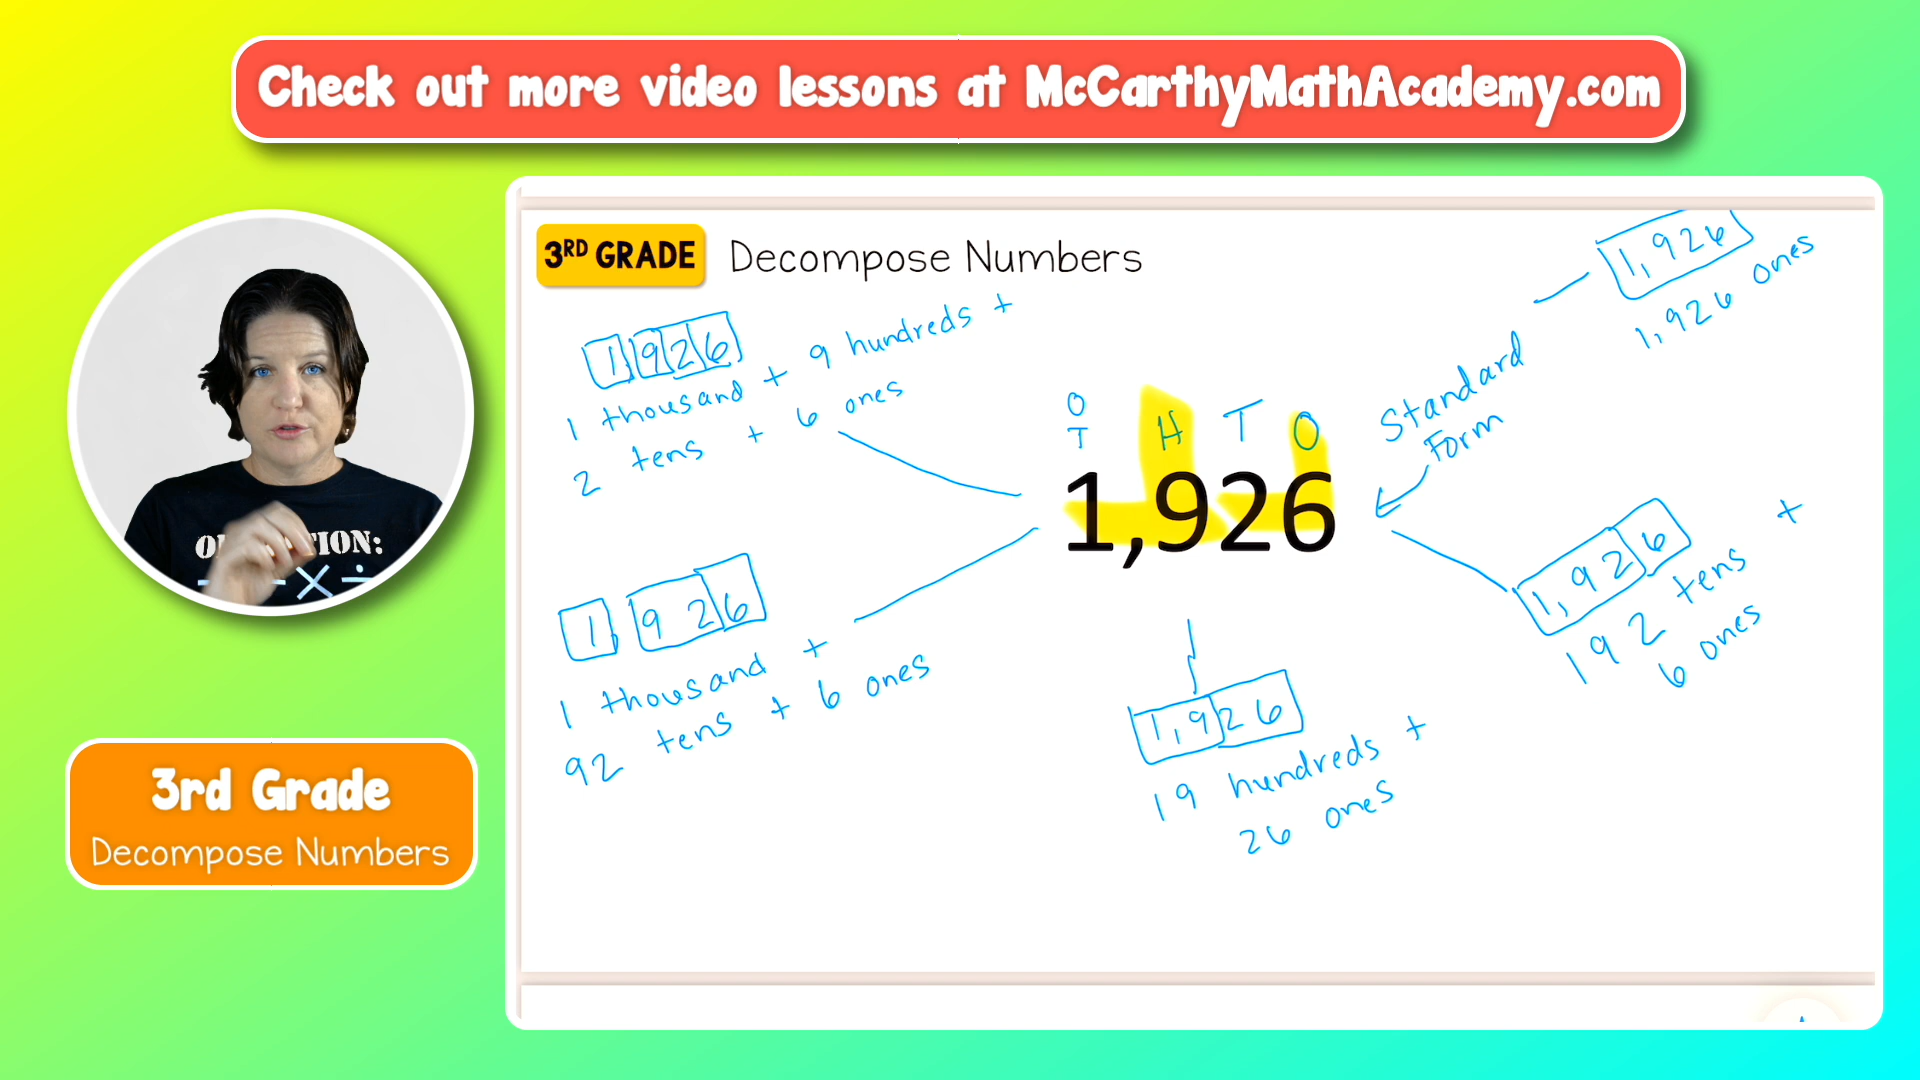 Check out more video lessons at McCarthyMathAcademy.com
3RD GRADE
Decompose Numbers
1,926
1,926 ones
Standard
Form
1,926
1 thousand + 9 hundreds +
2 tens + 6 ones
O H T O
T
1,926
1,926
1 thousand +
92 tens + 6 ones
1,926
19 hundreds +
26 ones
1,926
192 tens +
6 ones
3rd Grade
Decompose Numbers